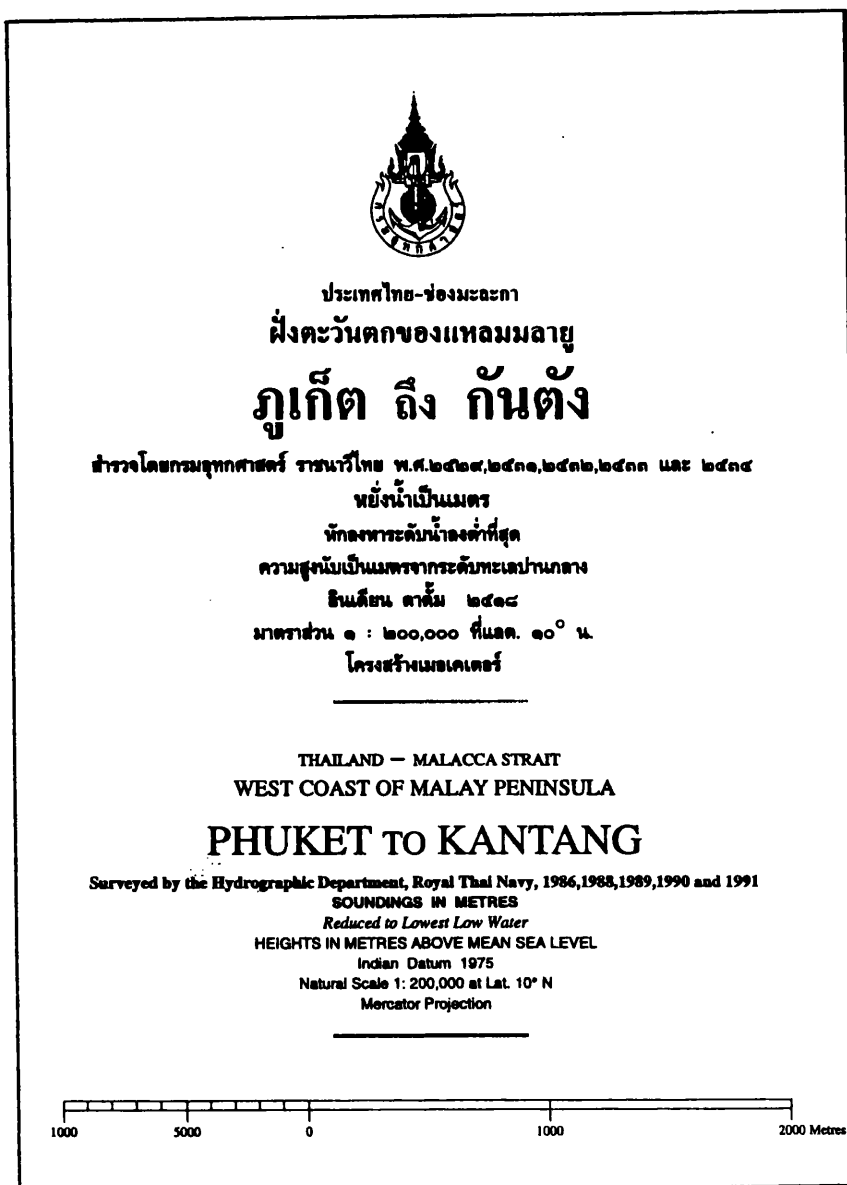 กรมอุทกศาสตร์
ประเทศไทย-ช่องมะละกา
ฝั่งตะวันตกของแหลมมลายู
ภูเก็ต ถึง กันตัง
สำรวจโดยกรมอุทกศาสตร์ ราชนาวีไทย พ.ศ.๒๕๒๙,๒๕๓๑,๒๕๓๒,๒๕๓๓ และ ๒๕๓๔
หยั่งน้ำเป็นเมตร
หักลงหาระดับน้ำลงต่ำที่สุด
ความสูงนับเป็นเมตรจากระดับทะเลปานกลาง
อินเดียน ดาตั้ม ๒๕๑๘
มาตราส่วน ๑ : ๒๐๐,๐๐๐ ที่แลต. ๑๐° น.
โครงสร้างเมอเคเตอร์
THAILAND — MALACCA STRAIT
WEST COAST OF MALAY PENINSULA
PHUKET TO KANTANG
Surveyed by the Hydrographic Department, Royal Thai Navy, 1986,1988,1989,1990 and 1991
SOUNDINGS IN METRES
Reduced to Lowest Low Water
HEIGHTS IN METRES ABOVE MEAN SEA LEVEL
Indian Datum 1975
Natural Scale 1: 200,000 at Lat. 10° N
Mercator Projection
1000 5000 0 1000 2000 Metres